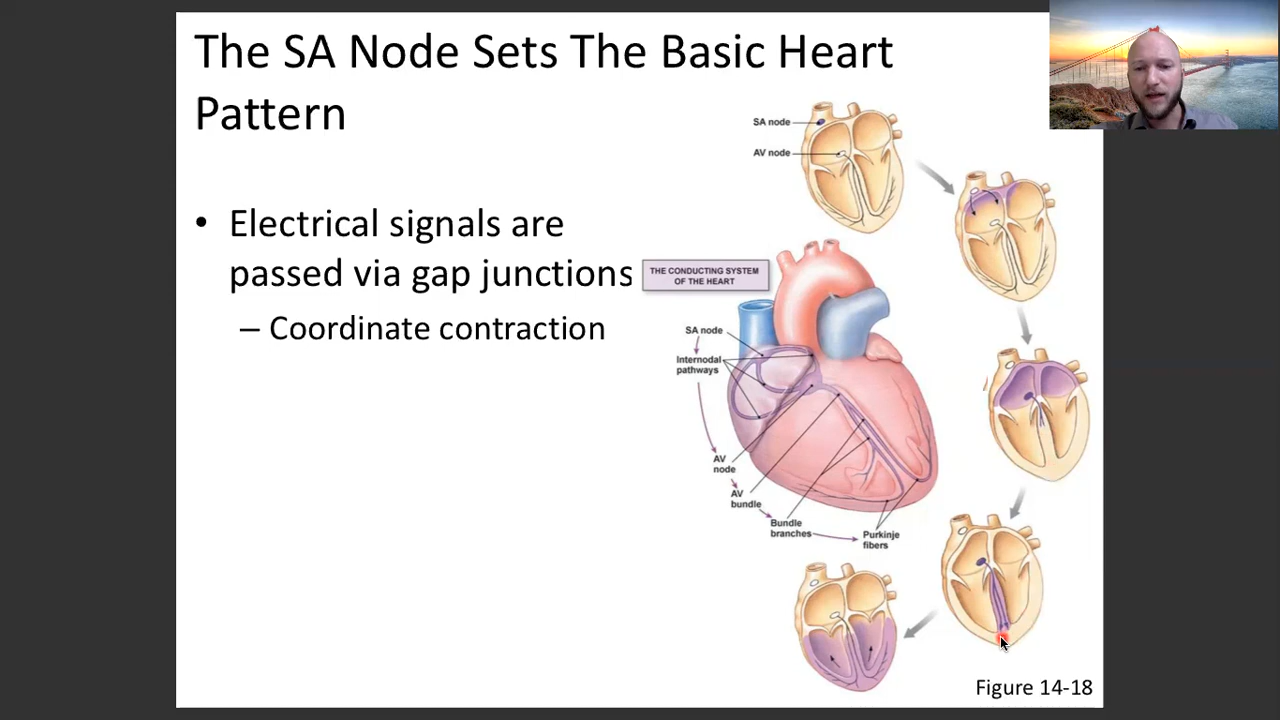 The SA Node Sets The Basic Heart
Pattern
• Electrical signals are
passed via gap junctions
– Coordinate contraction
SA node
AV node
THE CONDUCTING SYSTEM
OF THE HEART
SA node
Internodal
pathways
AV
node
AV
bundle
Bundle
branches
Purkinje
fibers
Figure 14-18